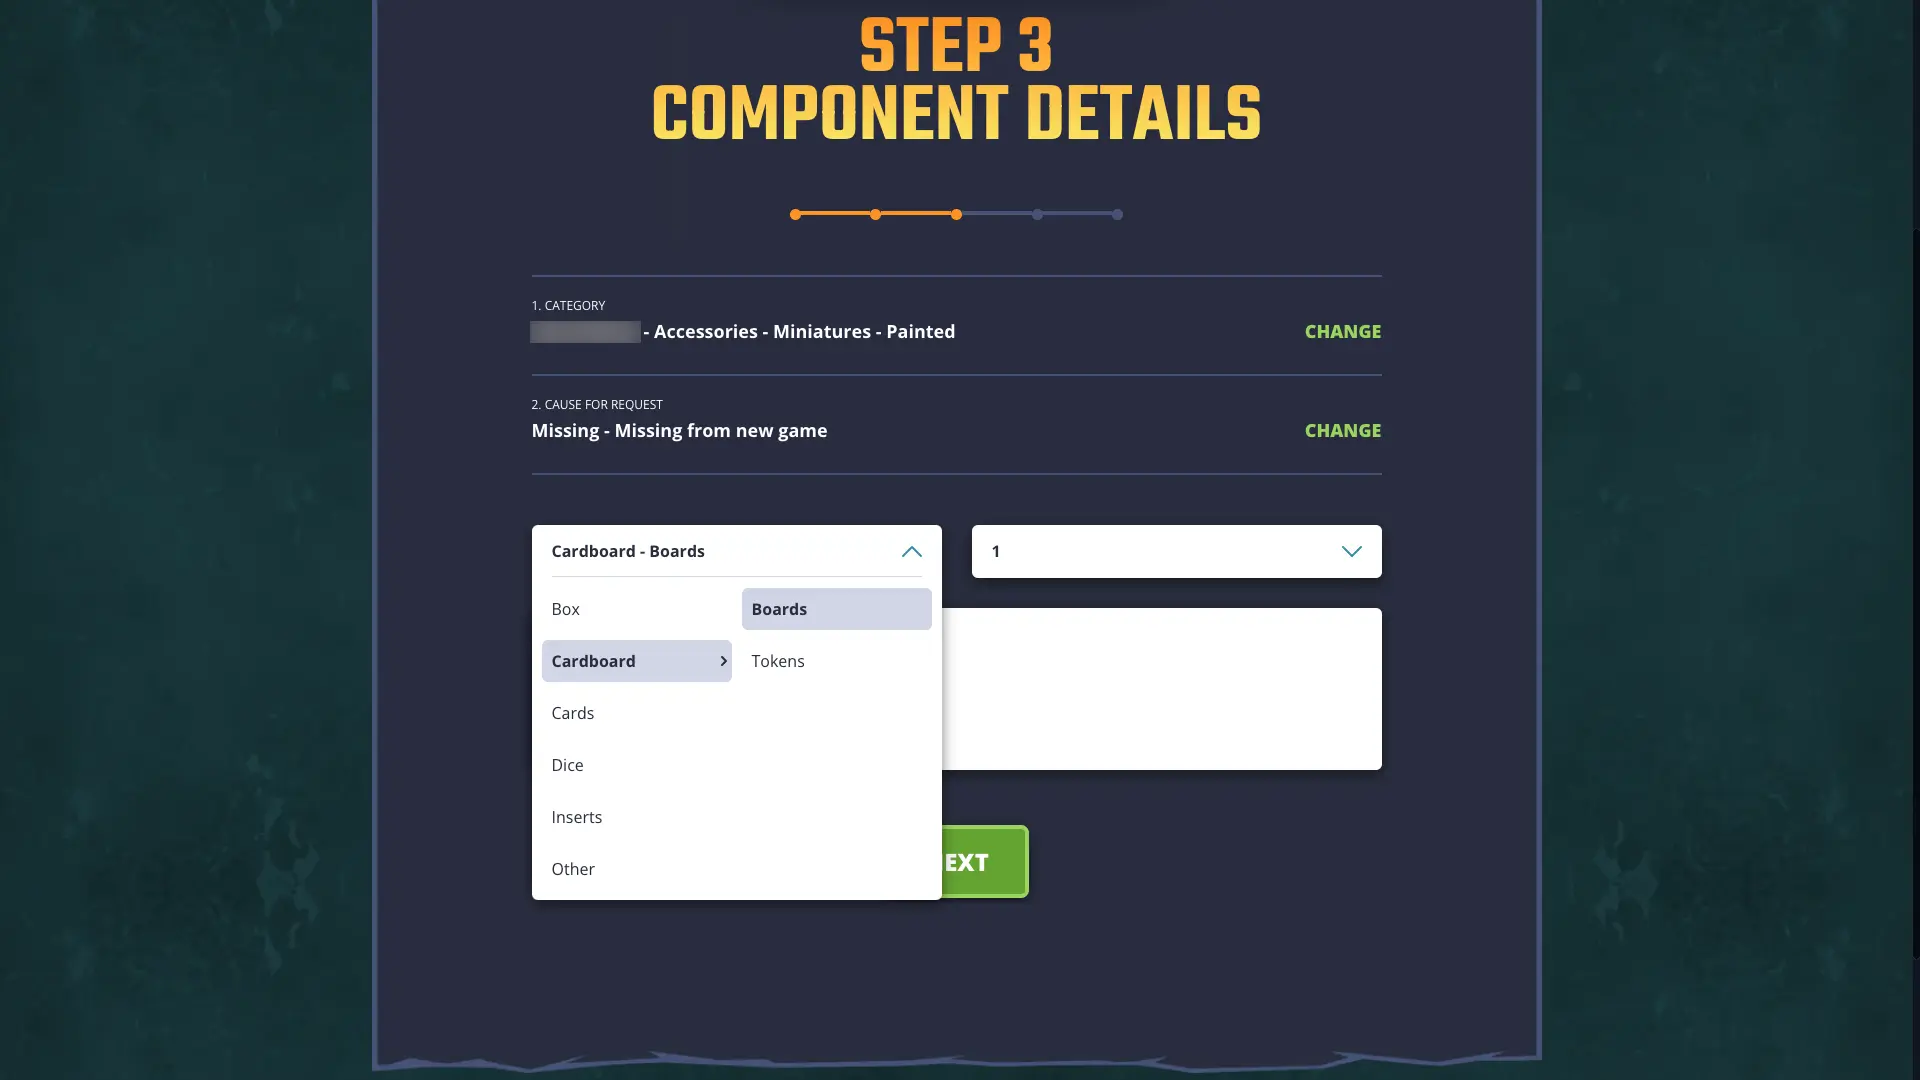 STEP 3
COMPONENT DETAILS
1. CATEGORY
- Accessories - Miniatures - Painted
CHANGE
2. CAUSE FOR REQUEST
Missing - Missing from new game
CHANGE
Cardboard - Boards
1
Box
Boards
Cardboard
Tokens
Cards
Dice
Inserts
Other
EXT